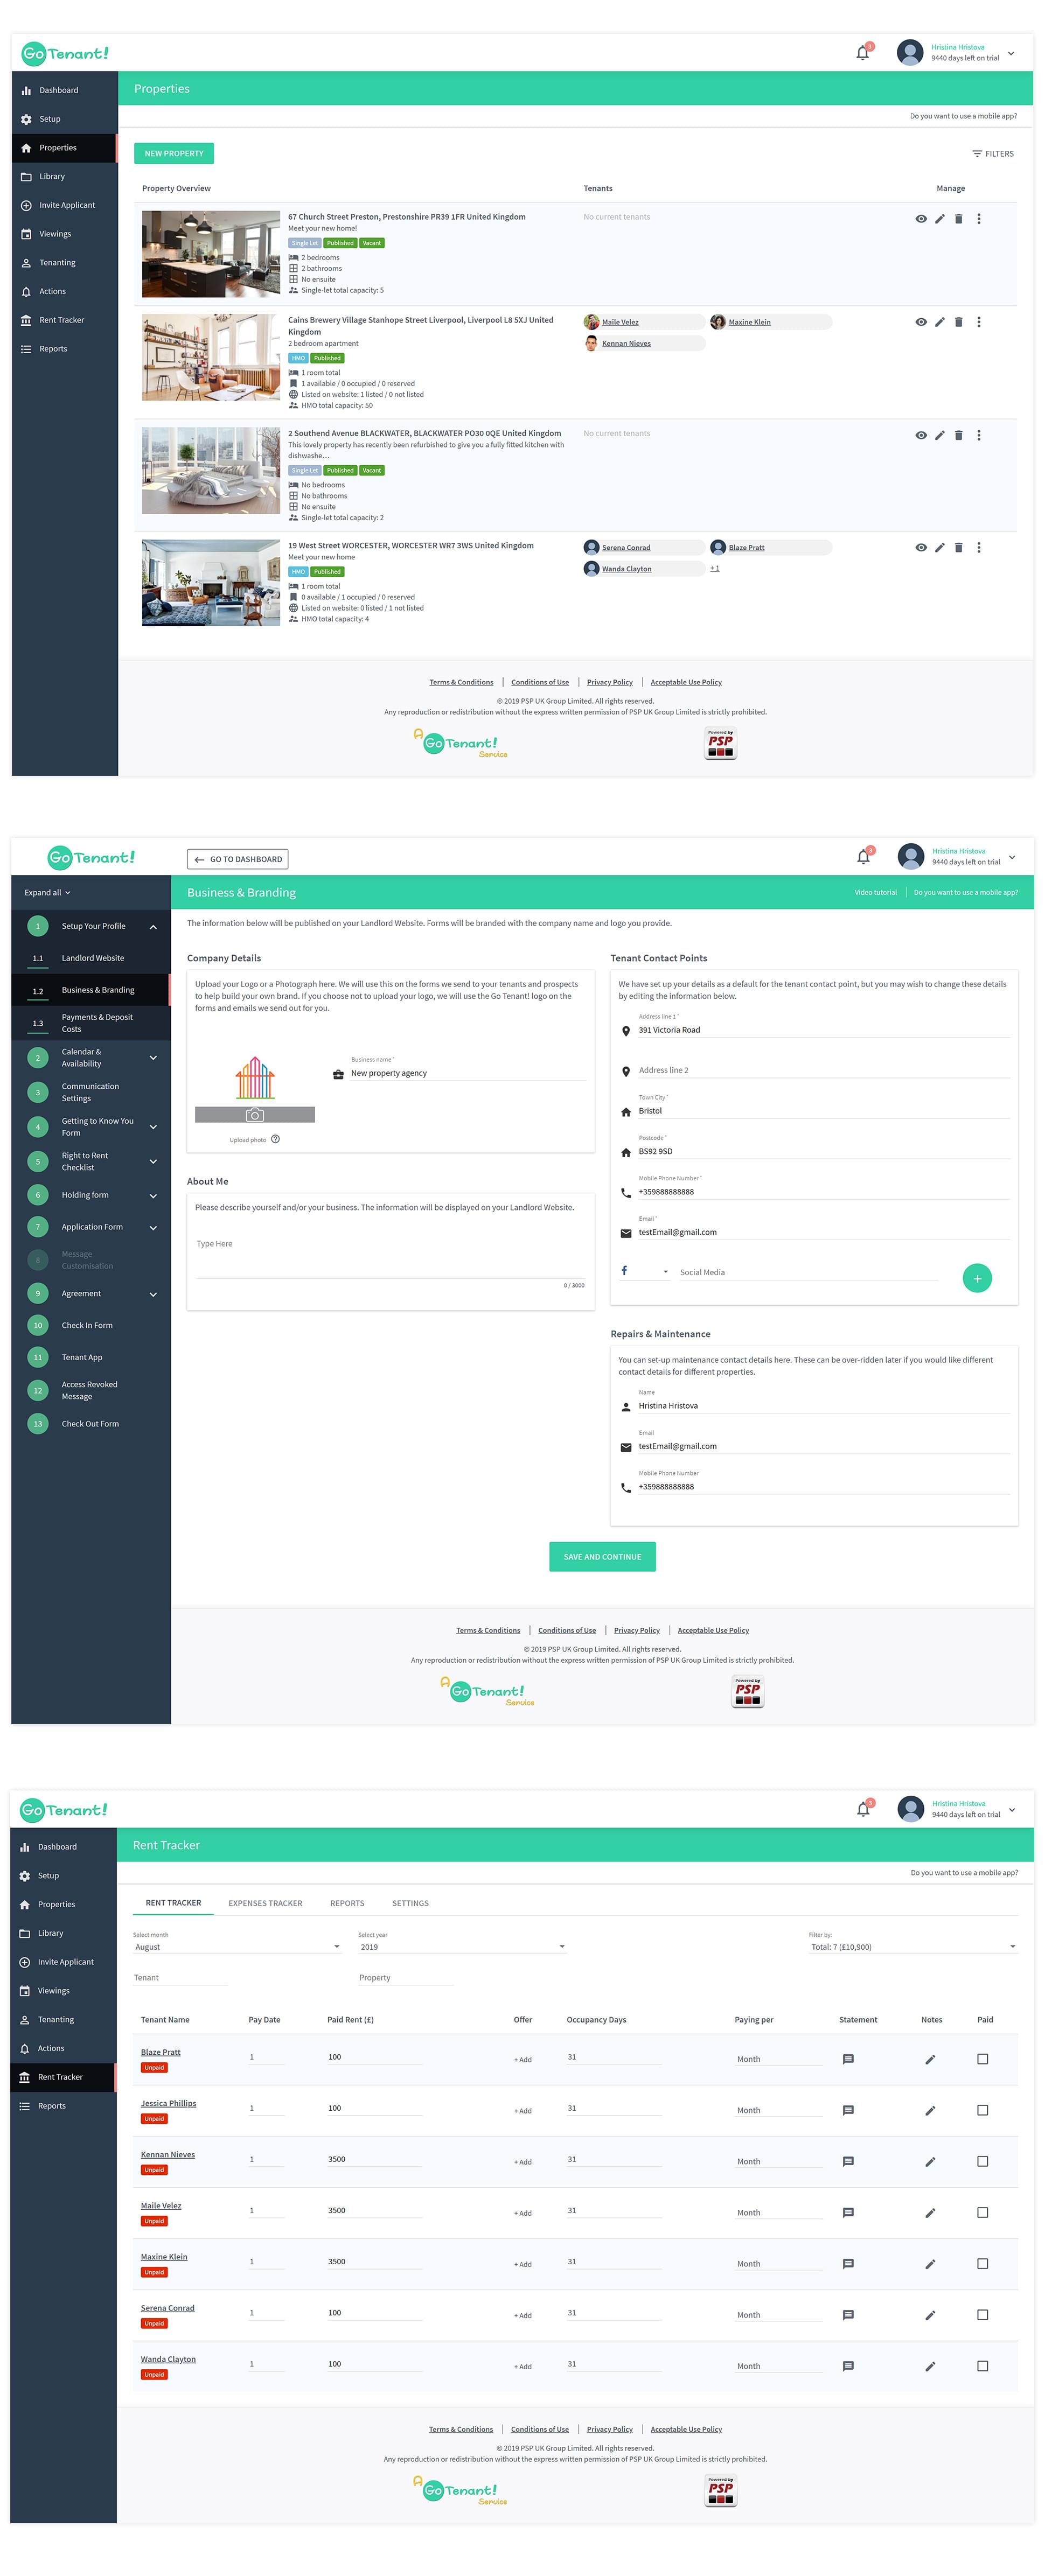 Go Tenant!
3
Hristina Hristova
9440 days left on trial
Dashboard
Setup
Properties
Library
Invite Applicant
Viewings
Tenanting
Actions
Rent Tracker
Reports
Properties
Do you want to use a mobile app?
NEW PROPERTY
FILTERS
Property Overview Tenants Manage
67 Church Street Preston, Prestonshire PR39 1FR United Kingdom
Meet your new home!
Single Let Published Vacant
2 bedrooms
2 bathrooms
No ensuite
Single-let total capacity: 5
No current tenants
Cains Brewery Village Stanhope Street Liverpool, Liverpool L8 5XJ United
Kingdom
2 bedroom apartment
HMO Published
1 room total
1 available / 0 occupied / 0 reserved
Listed on website: 1 listed / 0 not listed
HMO total capacity: 50
Maile Velez Maxine Klein
Kennan Nieves
2 Southend Avenue BLACKWATER, BLACKWATER PO30 0QE United Kingdom
This lovely property has recently been refurbished to give you a fully fitted kitchen with
dishwashe…
Single Let Published Vacant
No bedrooms
No bathrooms
No ensuite
Single-let total capacity: 2
No current tenants
19 West Street WORCESTER, WORCESTER WR7 3WS United Kingdom
Meet your new home
HMO Published
1 room total
0 available / 1 occupied / 0 reserved
Listed on website: 0 listed / 1 not listed
HMO total capacity: 4
Serena Conrad Blaze Pratt
Wanda Clayton + 1
Terms & Conditions Conditions of Use Privacy Policy Acceptable Use Policy
© 2019 PSP UK Group Limited. All rights reserved.
Any reproduction or redistribution without the express written permission of PSP UK Group Limited is strictly prohibited.
A Go Tenant! Service
Powered by
PSP
Go Tenant!
GO TO DASHBOARD
3
Hristina Hristova
9440 days left on trial
Expand all
1 Setup Your Profile
1.1 Landlord Website
1.2 Business & Branding
1.3 Payments & Deposit
Costs
2 Calendar &
Availability
3 Communication
Settings
4 Getting to Know You
Form
5 Right to Rent
Checklist
6 Holding form
7 Application Form
8 Message
Customisation
9 Agreement
10 Check In Form
11 Tenant App
12 Access Revoked
Message
13 Check Out Form
Business & Branding
Video tutorial Do you want to use a mobile app?
The information below will be published on your Landlord Website. Forms will be branded with the company name and logo you provide.
Company Details
Upload your Logo or a Photograph here. We will use this on the forms we send to your tenants and prospects
to help build your own brand. If you choose not to upload your logo, we will use the Go Tenant! logo on the
forms and emails we send out for you.
Business name *
New property agency
Upload photo
About Me
Please describe yourself and/or your business. The information will be displayed on your Landlord Website.
Type Here
0 / 3000
Tenant Contact Points
We have set up your details as a default for the tenant contact point, but you may wish to change these details
by editing the information below.
Address line 1 *
391 Victoria Road
Address line 2
Town City *
Bristol
Postcode *
BS92 9SD
Mobile Phone Number *
+359888888888
Email *
testEmail@gmail.com
Social Media
Repairs & Maintenance
You can set-up maintenance contact details here. These can be over-ridden later if you would like different
contact details for different properties.
Name
Hristina Hristova
Email
testEmail@gmail.com
Mobile Phone Number
+359888888888
SAVE AND CONTINUE
Terms & Conditions Conditions of Use Privacy Policy Acceptable Use Policy
© 2019 PSP UK Group Limited. All rights reserved.
Any reproduction or redistribution without the express written permission of PSP UK Group Limited is strictly prohibited.
A Go Tenant! Service
Powered by
PSP
Go Tenant!
3
Hristina Hristova
9440 days left on trial
Dashboard
Setup
Properties
Library
Invite Applicant
Viewings
Tenanting
Actions
Rent Tracker
Reports
Rent Tracker
Do you want to use a mobile app?
RENT TRACKER EXPENSES TRACKER REPORTS SETTINGS
Select month Select year Filter by:
August 2019 Total: 7 (£10,900)
Tenant Property
Tenant Name Pay Date Paid Rent (£) Offer Occupancy Days Paying per Statement Notes Paid
Blaze Pratt 1 100 + Add 31 Month
Unpaid
Jessica Phillips 1 100 + Add 31 Month
Unpaid
Kennan Nieves 1 3500 + Add 31 Month
Unpaid
Maile Velez 1 3500 + Add 31 Month
Unpaid
Maxine Klein 1 3500 + Add 31 Month
Unpaid
Serena Conrad 1 100 + Add 31 Month
Unpaid
Wanda Clayton 1 100 + Add 31 Month
Unpaid
Terms & Conditions Conditions of Use Privacy Policy Acceptable Use Policy
© 2019 PSP UK Group Limited. All rights reserved.
Any reproduction or redistribution without the express written permission of PSP UK Group Limited is strictly prohibited.
A Go Tenant! Service
Powered by
PSP